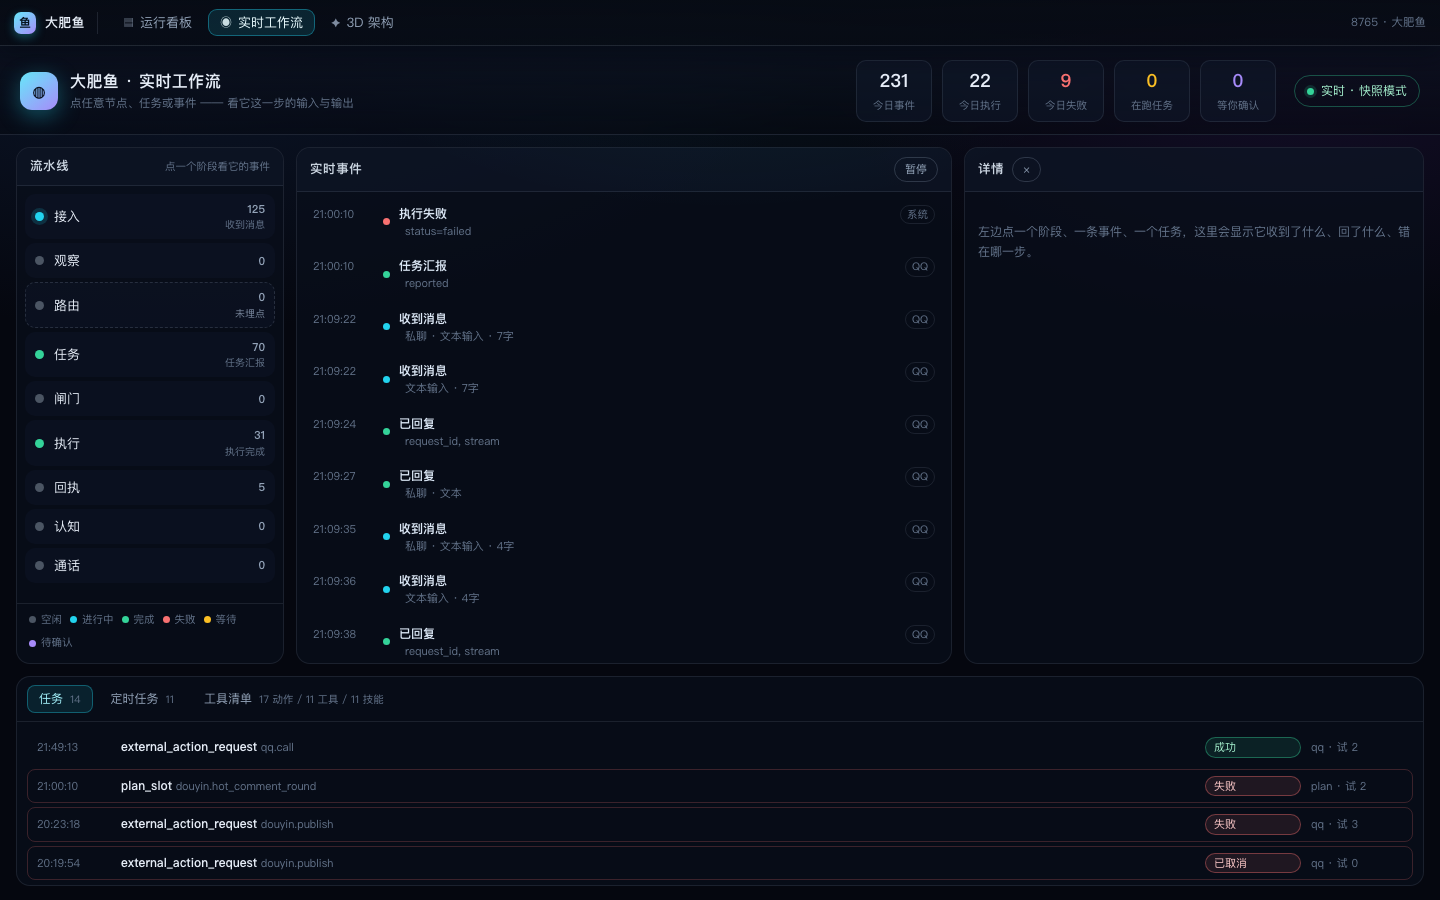 鱼 大肥鱼 运行看板 实时工作流 3D 架构 8765 · 大肥鱼
大肥鱼 · 实时工作流
点任意节点、任务或事件 —— 看它这一步的输入与输出
231 今日事件
22 今日执行
9 今日失败
0 在跑任务
0 等你确认
实时 · 快照模式
流水线 点一个阶段看它的事件
接入 125 收到消息
观察 0
路由 0 未埋点
任务 70 任务汇报
闸门 0
执行 31 执行完成
回执 5
认知 0
通话 0
空闲 进行中 完成 失败 等待
待确认
实时事件 暂停
21:00:10 执行失败 系统
status=failed
21:00:10 任务汇报 QQ
reported
21:09:22 收到消息 QQ
私聊 · 文本输入 · 7字
21:09:22 收到消息 QQ
文本输入 · 7字
21:09:24 已回复 QQ
request_id, stream
21:09:27 已回复 QQ
私聊 · 文本
21:09:35 收到消息 QQ
私聊 · 文本输入 · 4字
21:09:36 收到消息 QQ
文本输入 · 4字
21:09:38 已回复 QQ
request_id, stream
详情 ×
左边点一个阶段、一条事件、一个任务，这里会显示它收到了什么、回了什么、错
在哪一步。
任务 14 定时任务 11 工具清单 17 动作 / 11 工具 / 11 技能
21:49:13 external_action_request qq.call 成功 qq · 试 2
21:00:10 plan_slot douyin.hot_comment_round 失败 plan · 试 2
20:23:18 external_action_request douyin.publish 失败 qq · 试 3
20:19:54 external_action_request douyin.publish 已取消 qq · 试 0